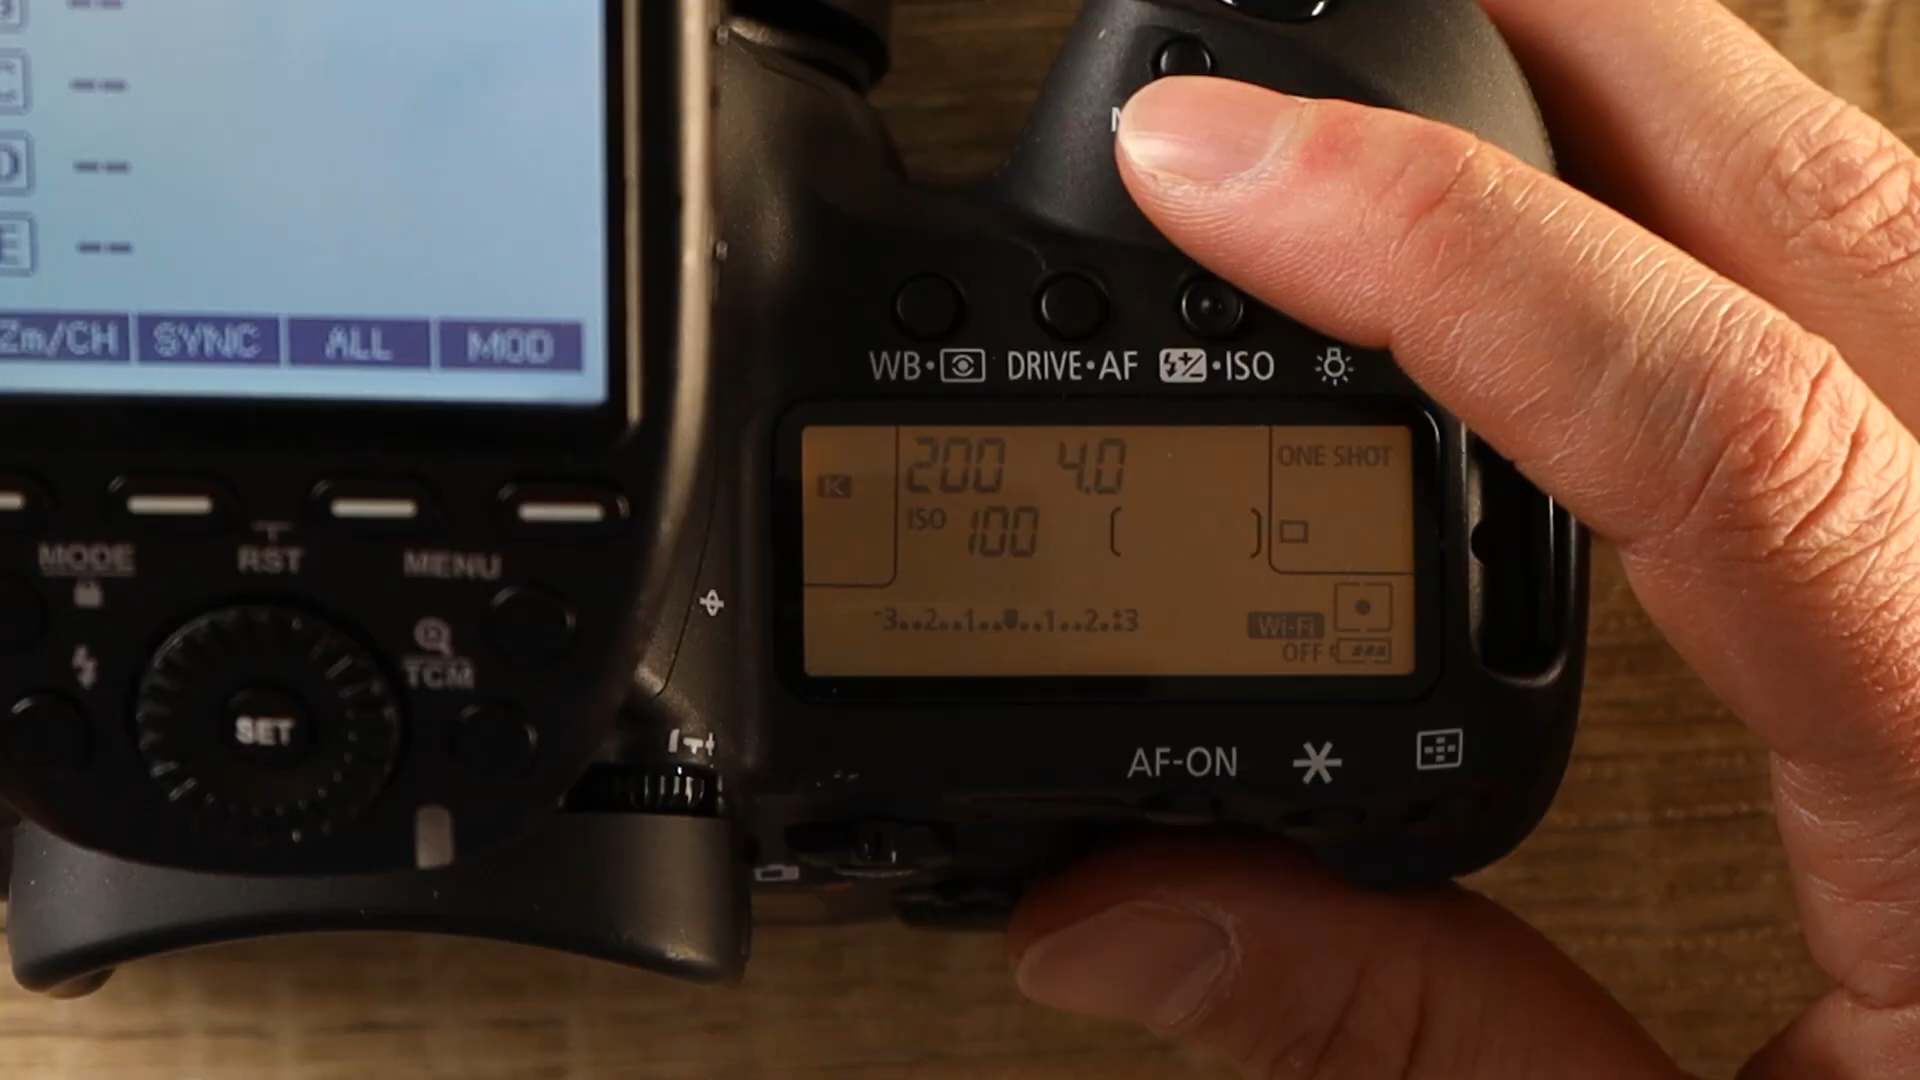 Zm/CH SYNC ALL MOD
MODE RST MENU
TCM
SET
WB DRIVE•AF •ISO
K 200 4.0 ONE SHOT
ISO 100 ( )
-3..2..1..0..1..2..+3
Wi-Fi
OFF
AF-ON